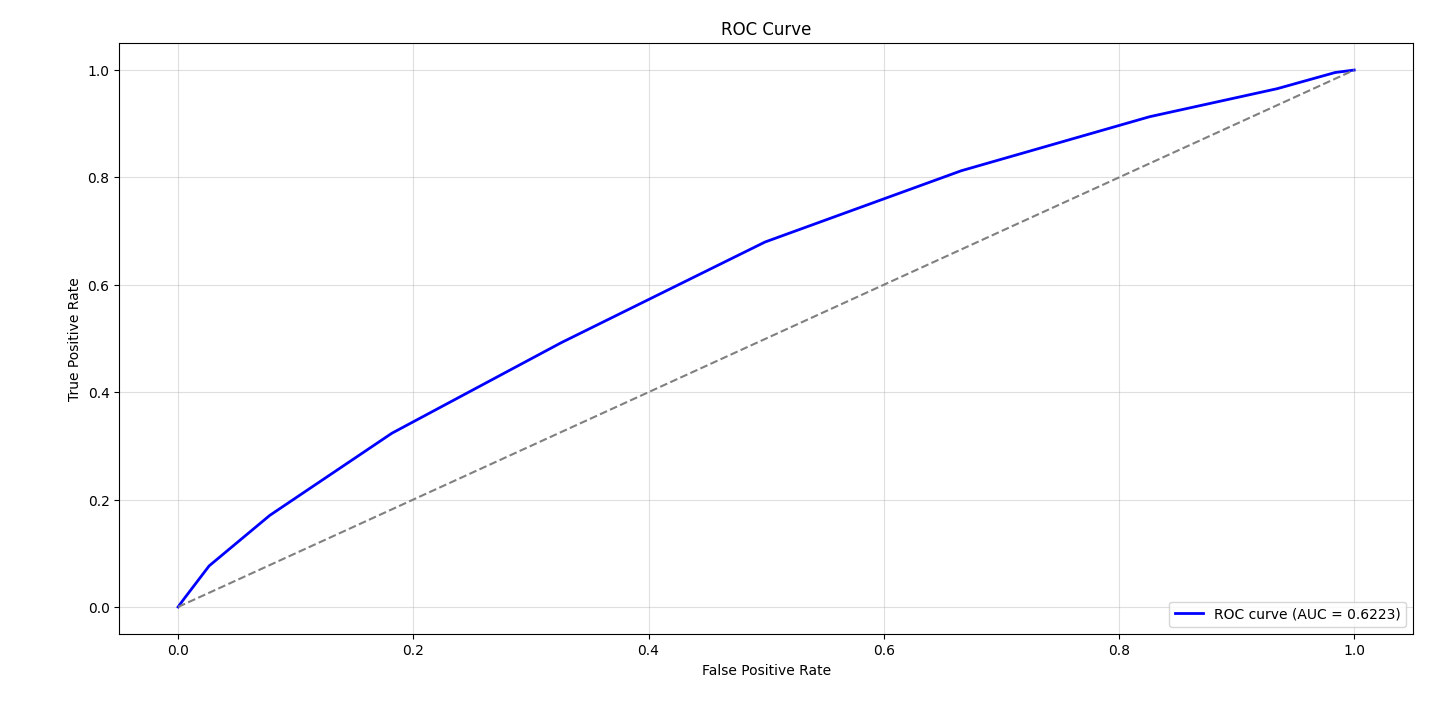 ROC Curve
1.0
0.8
0.6
0.4
0.2
0.0
True Positive Rate
0.0 0.2 0.4 0.6 0.8 1.0
False Positive Rate
ROC curve (AUC = 0.6223)